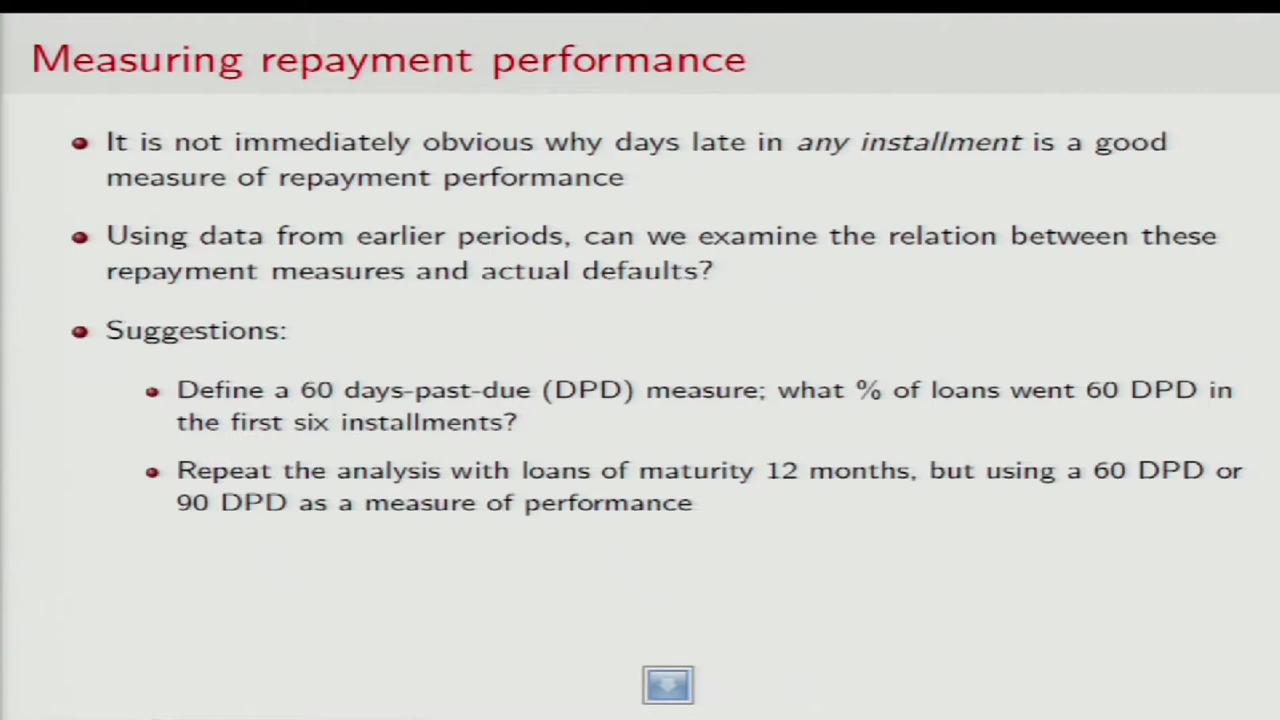 Measuring repayment performance
It is not immediately obvious why days late in any installment is a good
measure of repayment performance
Using data from earlier periods, can we examine the relation between these
repayment measures and actual defaults?
Suggestions:
Define a 60 days-past-due (DPD) measure; what % of loans went 60 DPD in
the first six installments?
Repeat the analysis with loans of maturity 12 months, but using a 60 DPD or
90 DPD as a measure of performance